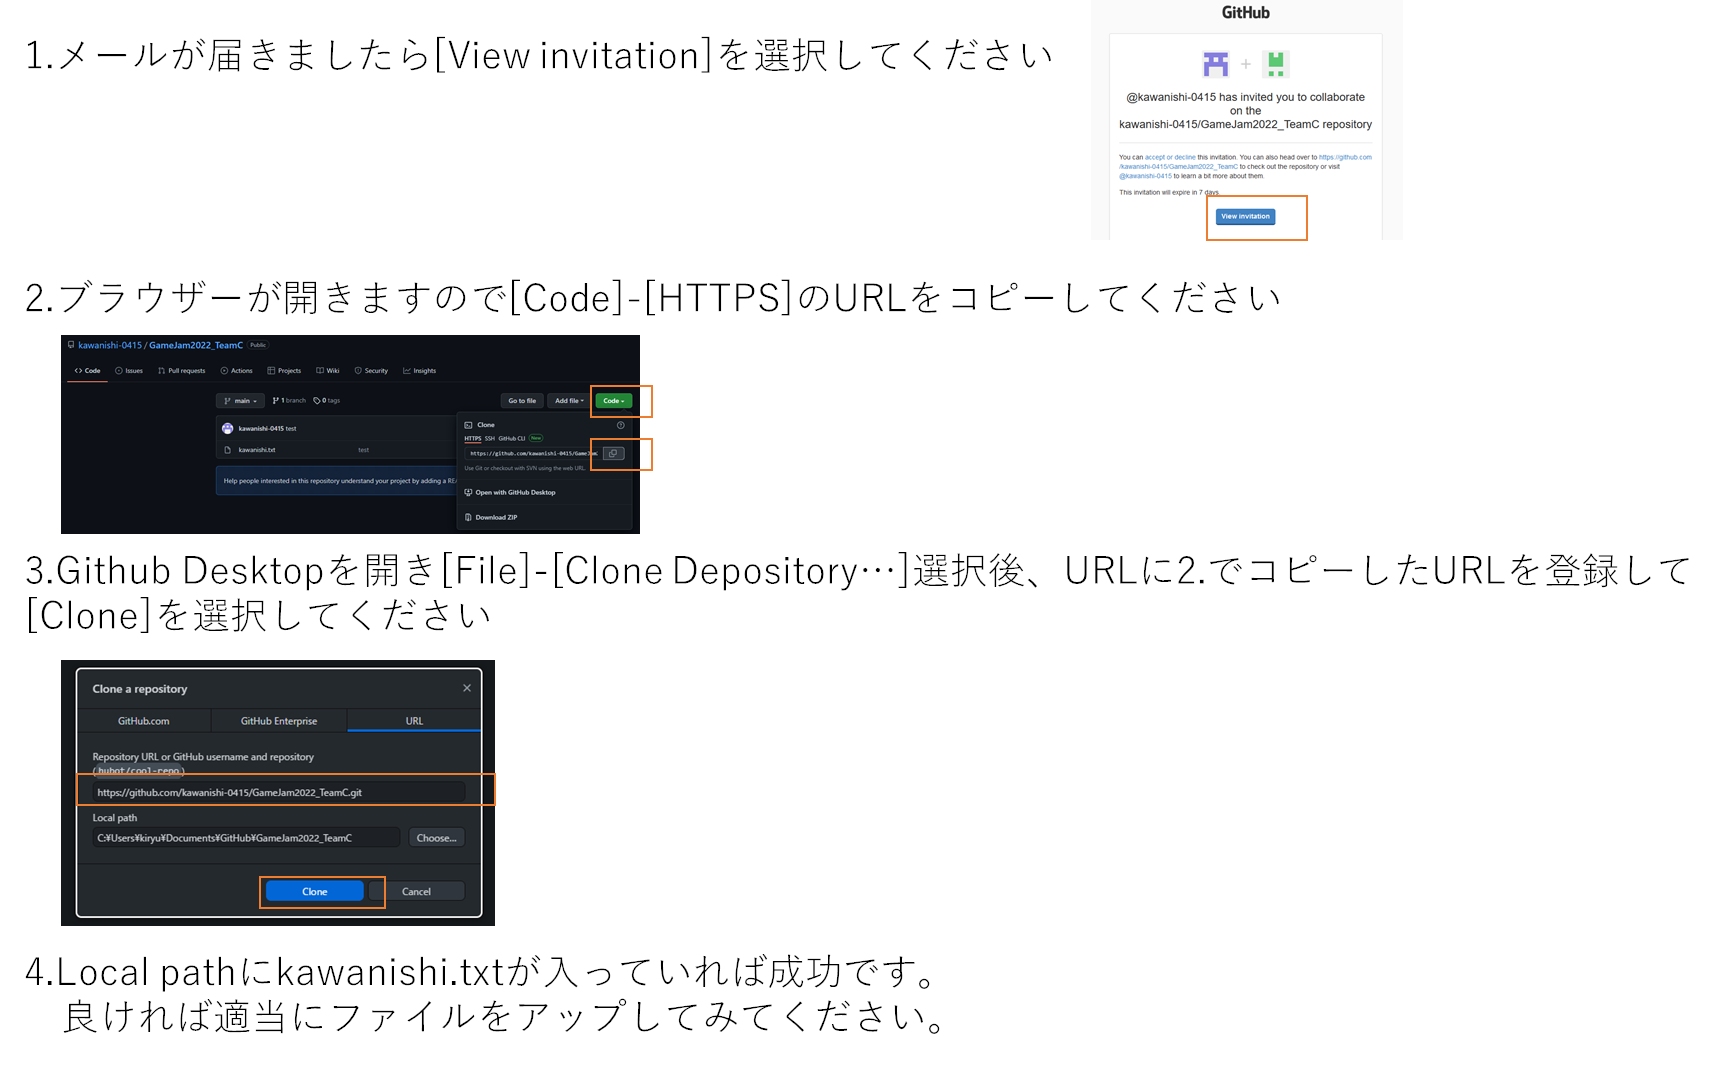 1.メールが届きましたら[View invitation]を選択してください
GitHub
@kawanishi-0415 has invited you to collaborate
on the
kawanishi-0415/GameJam2022_TeamC repository
You can accept or decline this invitation. You can also head over to https://github.com
/kawanishi-0415/GameJam2022_TeamC to check out the repository or visit
@kawanishi-0415 to learn a bit more about them.
This invitation will expire in 7 days.
View invitation
2.ブラウザーが開きますので[Code]-[HTTPS]のURLをコピーしてください
kawanishi-0415 / GameJam2022_TeamC Public
Code Issues Pull requests Actions Projects Wiki Security Insights
main 1 branch 0 tags Go to file Add file Code
kawanishi-0415 test
kawanishi.txt test
Help people interested in this repository understand your project by adding a REA
Clone
HTTPS SSH GitHub CLI New
https://github.com/kawanishi-0415/GameJamC
Use Git or checkout with SVN using the web URL.
Open with GitHub Desktop
Download ZIP
3.Github Desktopを開き[File]-[Clone Depository…]選択後、URLに2.でコピーしたURLを登録して
[Clone]を選択してください
Clone a repository
GitHub.com GitHub Enterprise URL
Repository URL or GitHub username and repository
(hubot/cool-repo)
https://github.com/kawanishi-0415/GameJam2022_TeamC.git
Local path
C:¥Users¥kiryu¥Documents¥GitHub¥GameJam2022_TeamC Choose...
Clone Cancel
4.Local pathにkawanishi.txtが入っていれば成功です。
良ければ適当にファイルをアップしてみてください。